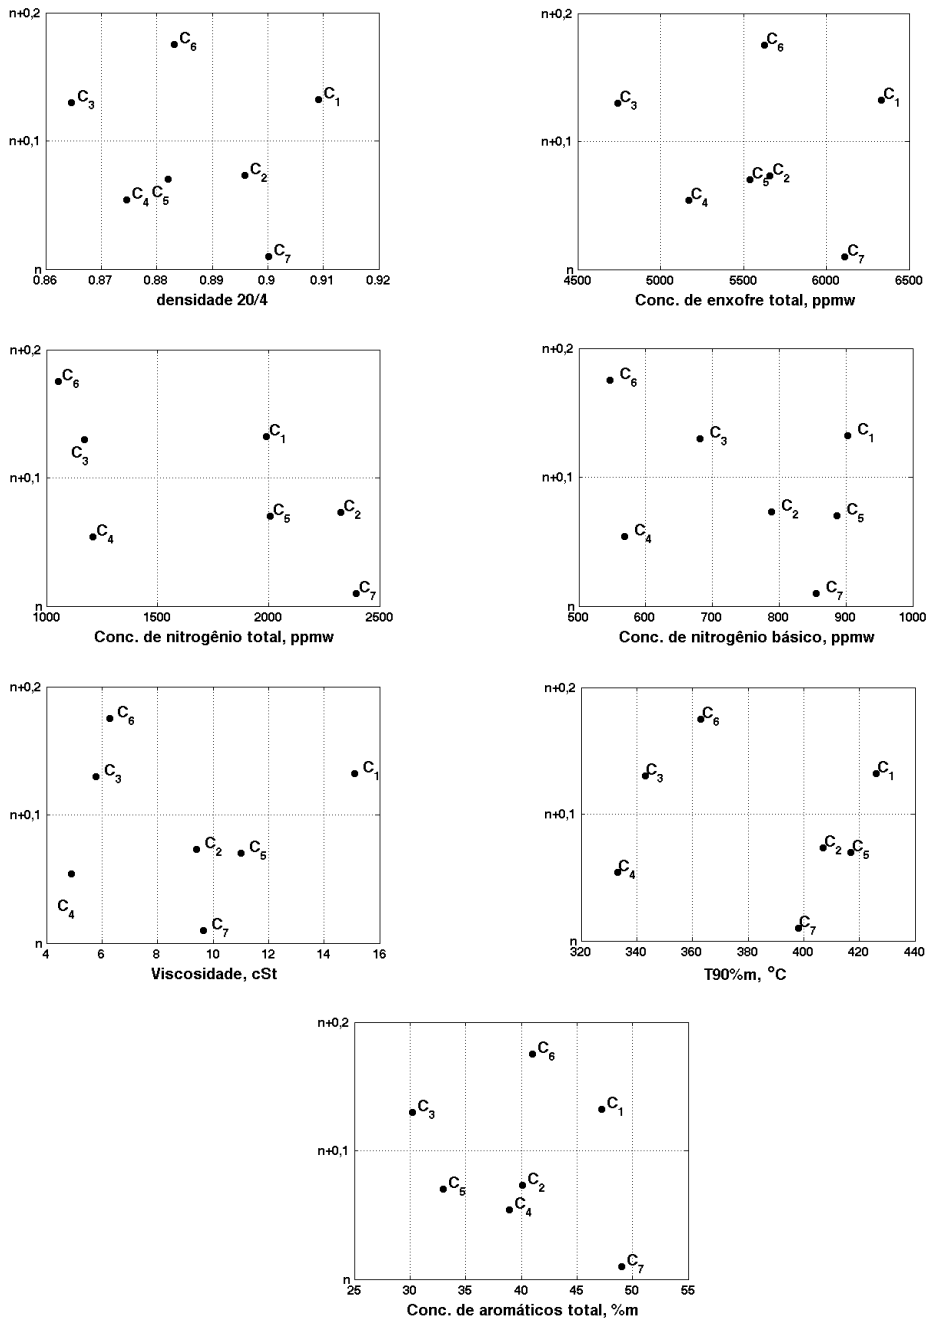 n+0,2
n+0,1
n
C6
C3
C1
C2
C4 C5
C7
0.86 0.87 0.88 0.89 0.9 0.91 0.92
densidade 20/4
n+0,2
n+0,1
n
C6
C3
C1
C5 C2
C4
C7
4500 5000 5500 6000 6500
Conc. de enxofre total, ppmw
n+0,2
n+0,1
n
C6
C1
C3
C5 C2
C4
C7
1000 1500 2000 2500
Conc. de nitrogênio total, ppmw
n+0,2
n+0,1
n
C6
C3 C1
C2 C5
C4
C7
500 600 700 800 900 1000
Conc. de nitrogênio básico, ppmw
n+0,2
n+0,1
n
C6
C3 C1
C2 C5
C4
C7
4 6 8 10 12 14 16
Viscosidade, cSt
n+0,2
n+0,1
n
C6
C3 C1
C2 C5
C4
C7
320 340 360 380 400 420 440
T90%m, °C
n+0,2
n+0,1
n
C6
C3 C1
C5 C2
C4
C7
25 30 35 40 45 50 55
Conc. de aromáticos total, %m